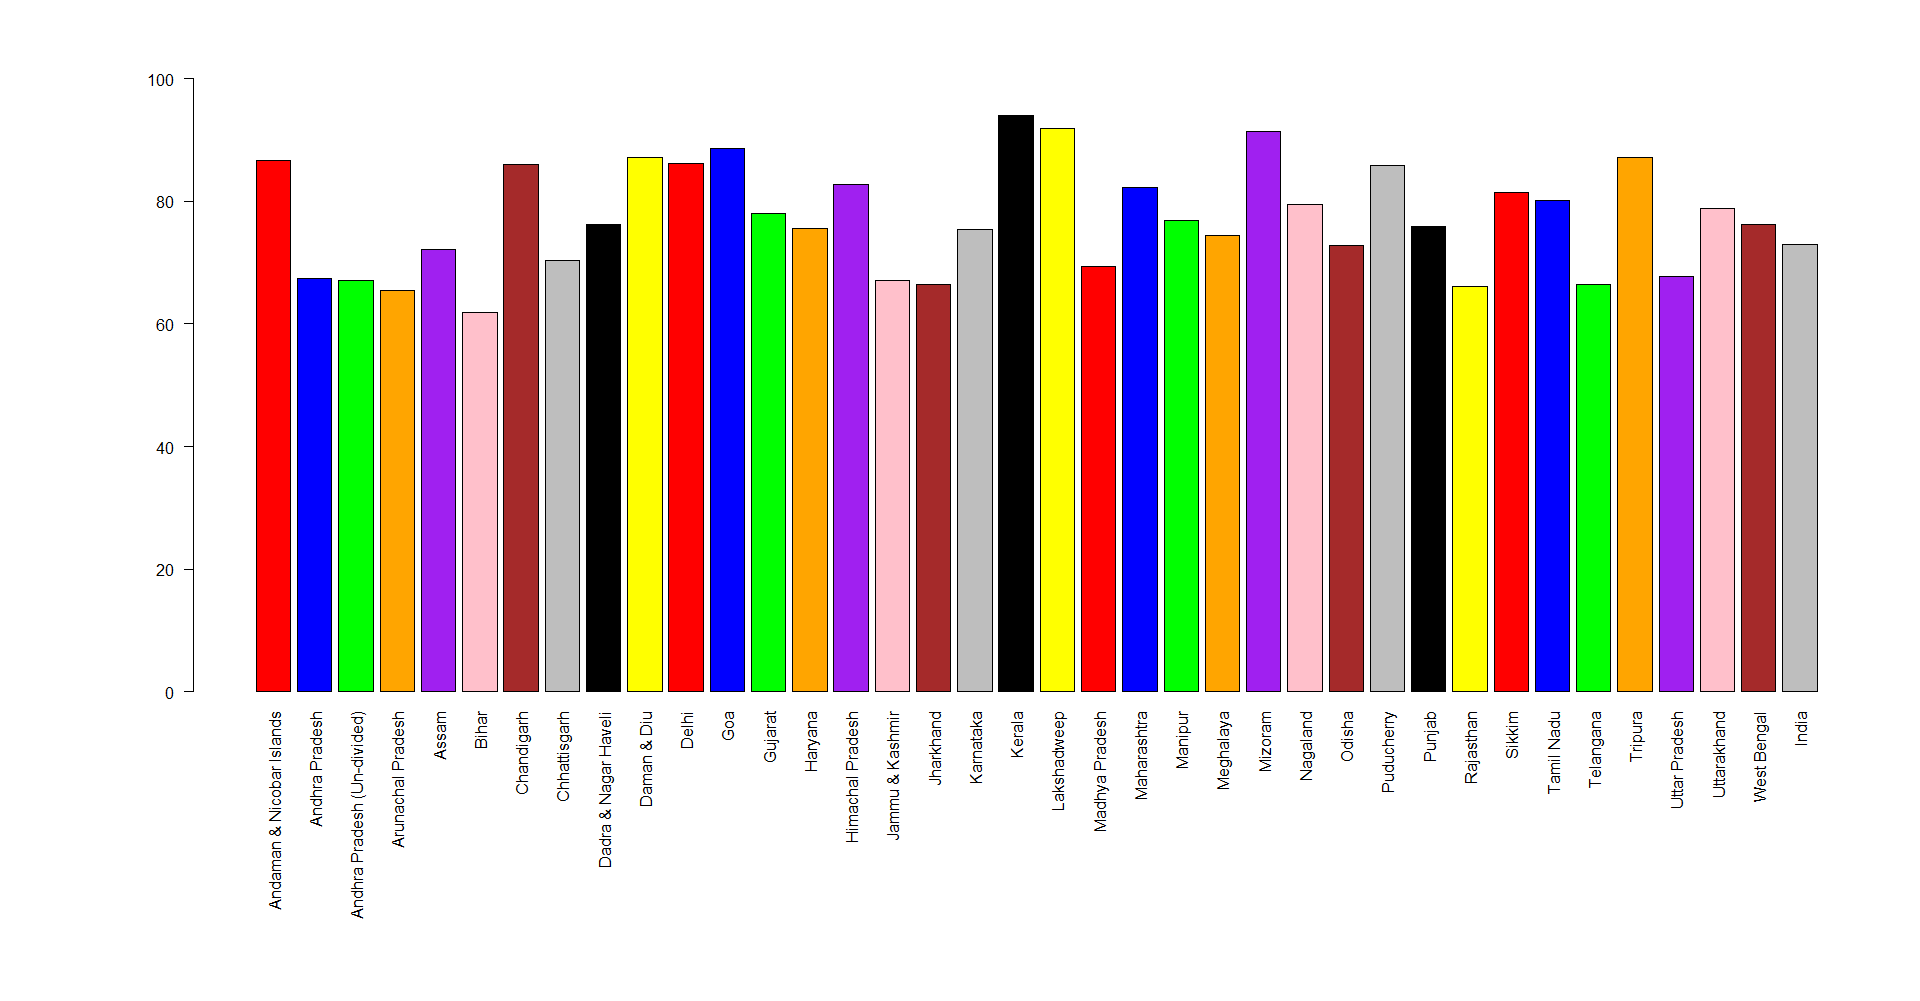 100
80
60
40
20
0
Andaman & Nicobar Islands
Andhra Pradesh
Andhra Pradesh (Un-divided)
Arunachal Pradesh
Assam
Bihar
Chandigarh
Chhattisgarh
Dadra & Nagar Haveli
Daman & Diu
Delhi
Goa
Gujarat
Haryana
Himachal Pradesh
Jammu & Kashmir
Jharkhand
Karnataka
Kerala
Lakshadweep
Madhya Pradesh
Maharashtra
Manipur
Meghalaya
Mizoram
Nagaland
Odisha
Puducherry
Punjab
Rajasthan
Sikkim
Tamil Nadu
Telangana
Tripura
Uttar Pradesh
Uttarakhand
West Bengal
India